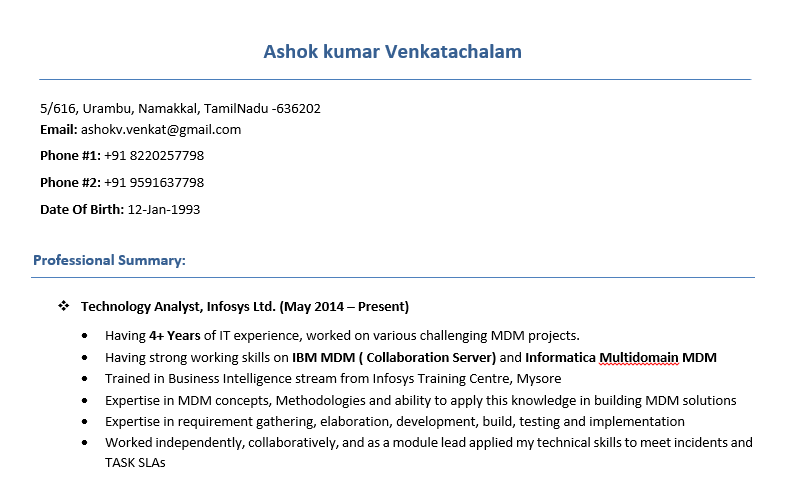 Ashok kumar Venkatachalam
5/616, Urambu, Namakkal, TamilNadu -636202
Email: ashokv.venkat@gmail.com
Phone #1: +91 8220257798
Phone #2: +91 9591637798
Date Of Birth: 12-Jan-1993
Professional Summary:
❖ Technology Analyst, Infosys Ltd. (May 2014 – Present)
• Having 4+ Years of IT experience, worked on various challenging MDM projects.
• Having strong working skills on IBM MDM ( Collaboration Server) and Informatica Multidomain MDM
• Trained in Business Intelligence stream from Infosys Training Centre, Mysore
• Expertise in MDM concepts, Methodologies and ability to apply this knowledge in building MDM solutions
• Expertise in requirement gathering, elaboration, development, build, testing and implementation
• Worked independently, collaboratively, and as a module lead applied my technical skills to meet incidents and
TASK SLAs